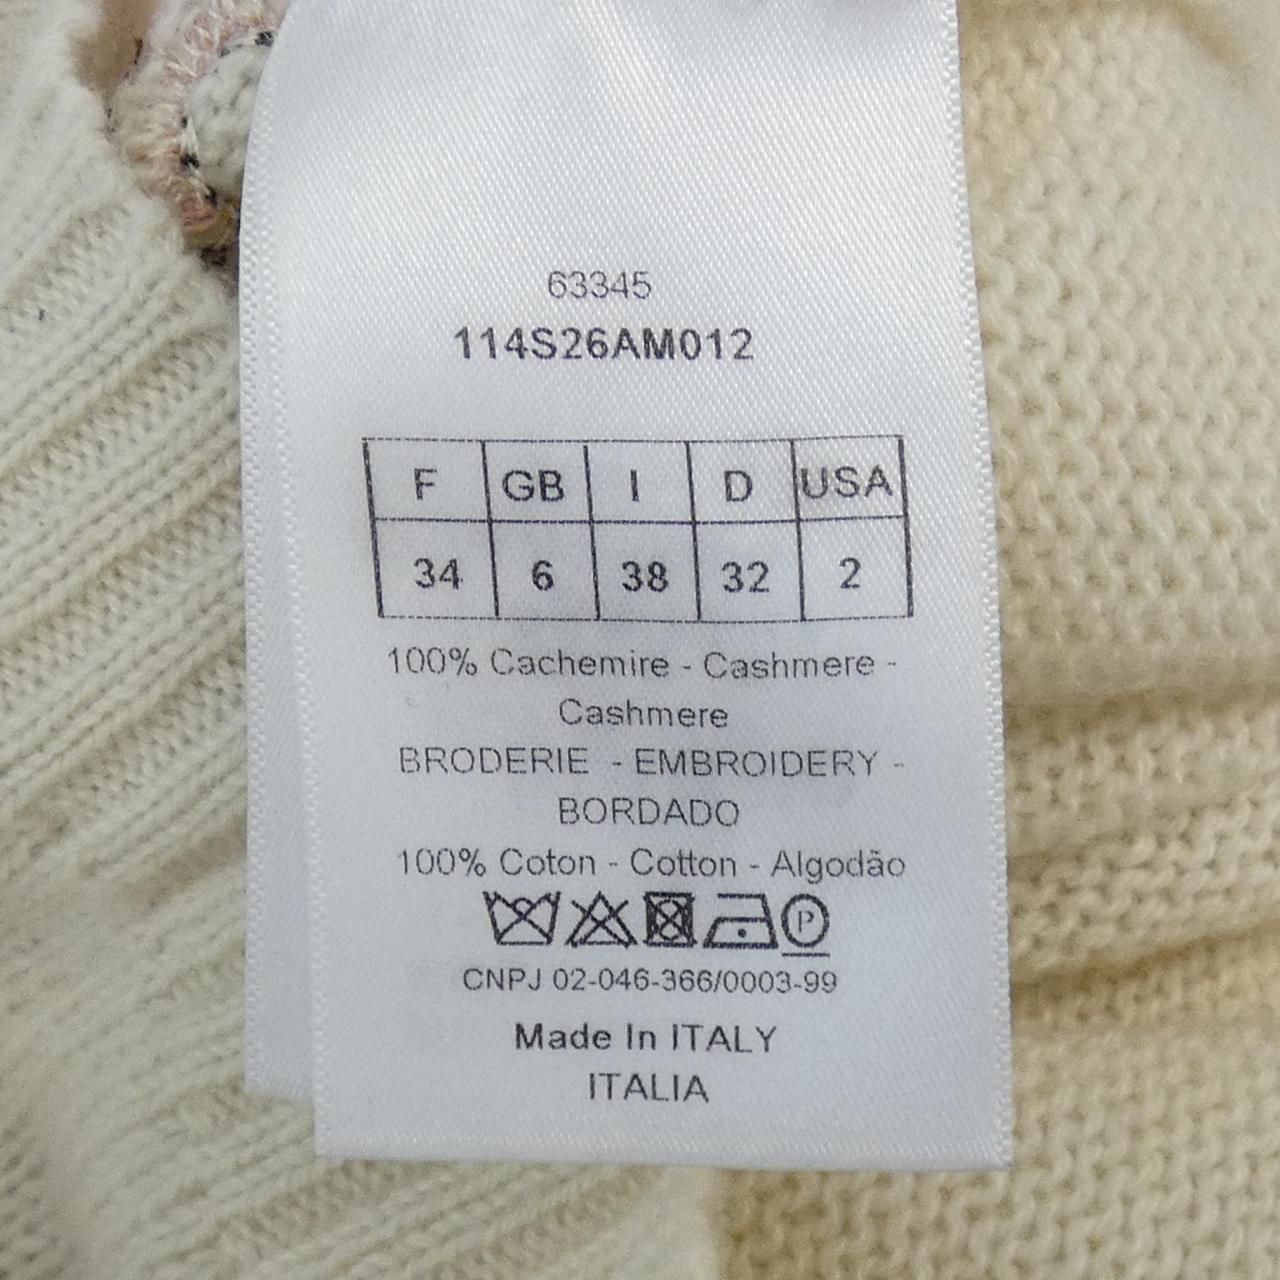 63345
114S26AM012
F GB I D USA
34 6 38 32 2
100% Cachemire - Cashmere -
Cashmere
BRODERIE - EMBROIDERY -
BORDADO
100% Coton - Cotton - Algodão
P
CNPJ 02-046-366/0003-99
Made In ITALY
ITALIA